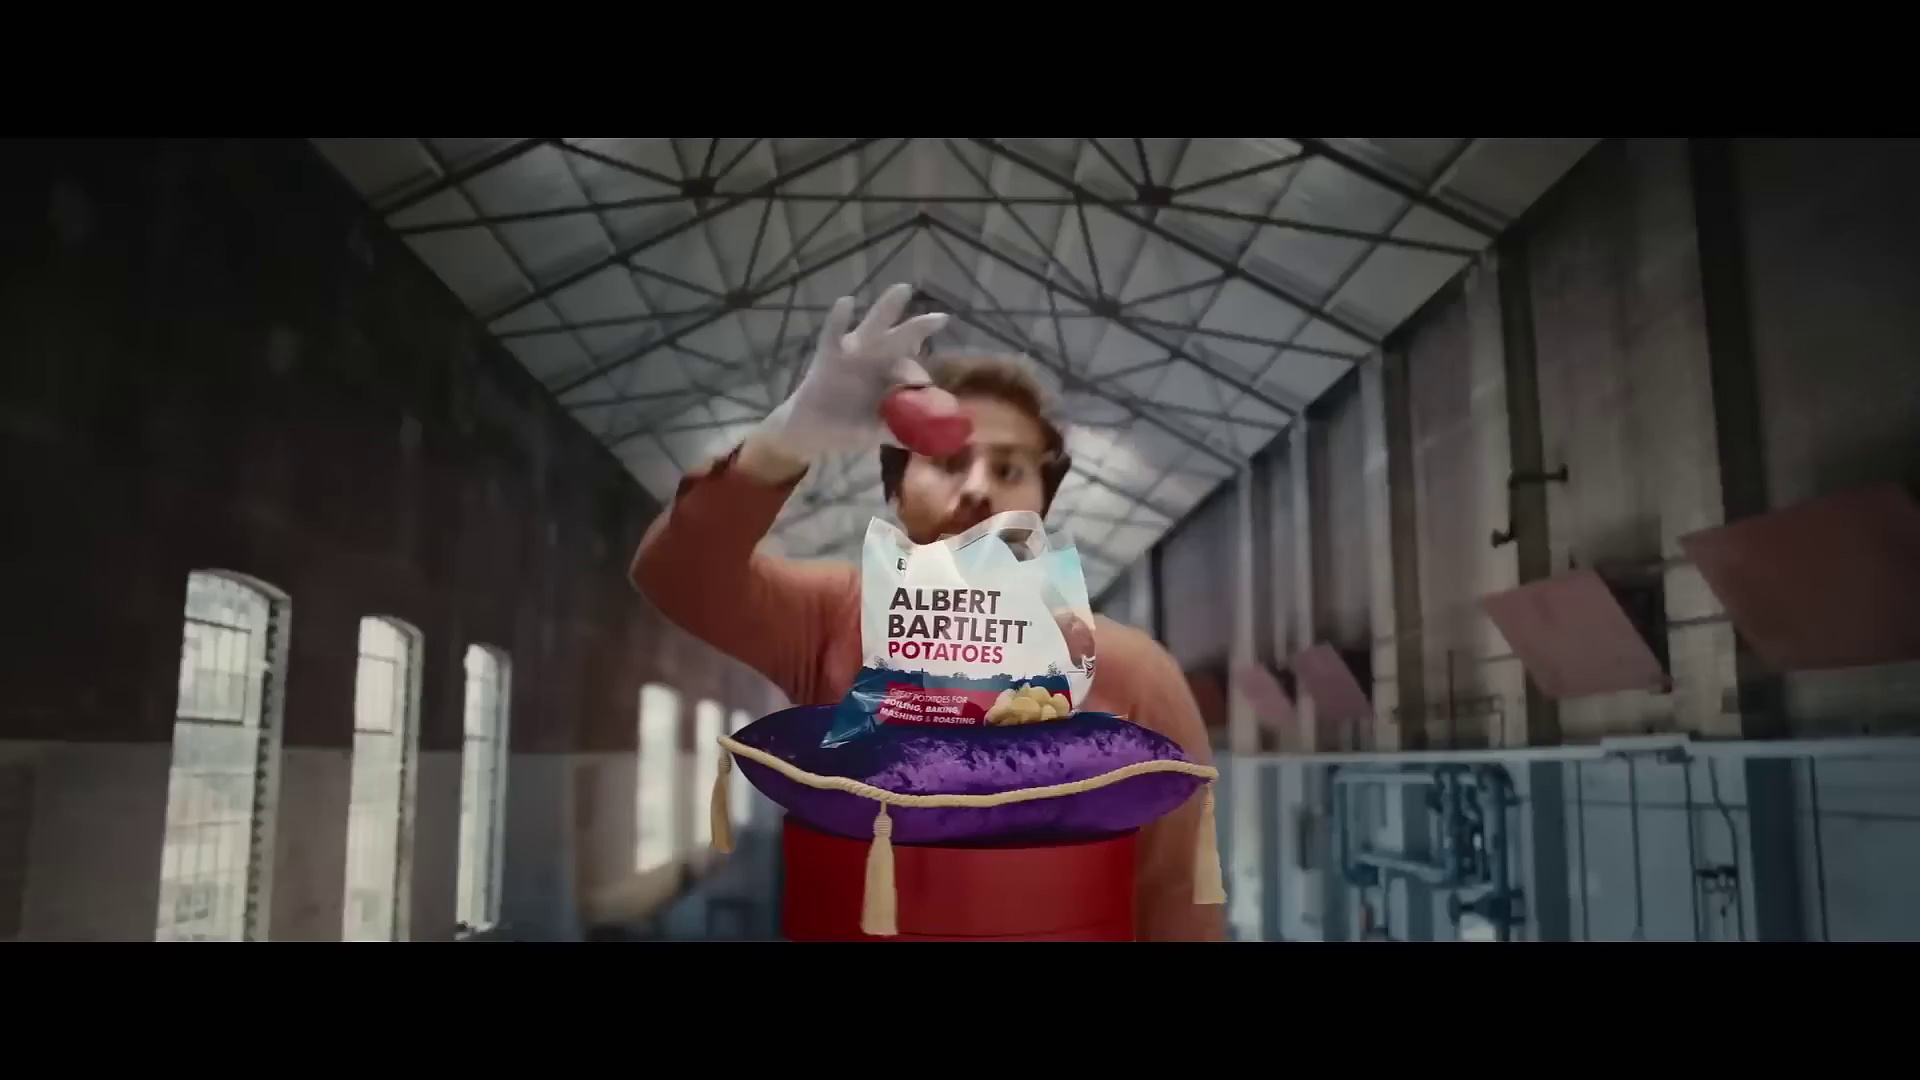 ALBERT
BARTLETT
POTATOES
GREAT POTATOES FOR
BOILING, BAKING,
MASHING & ROASTING